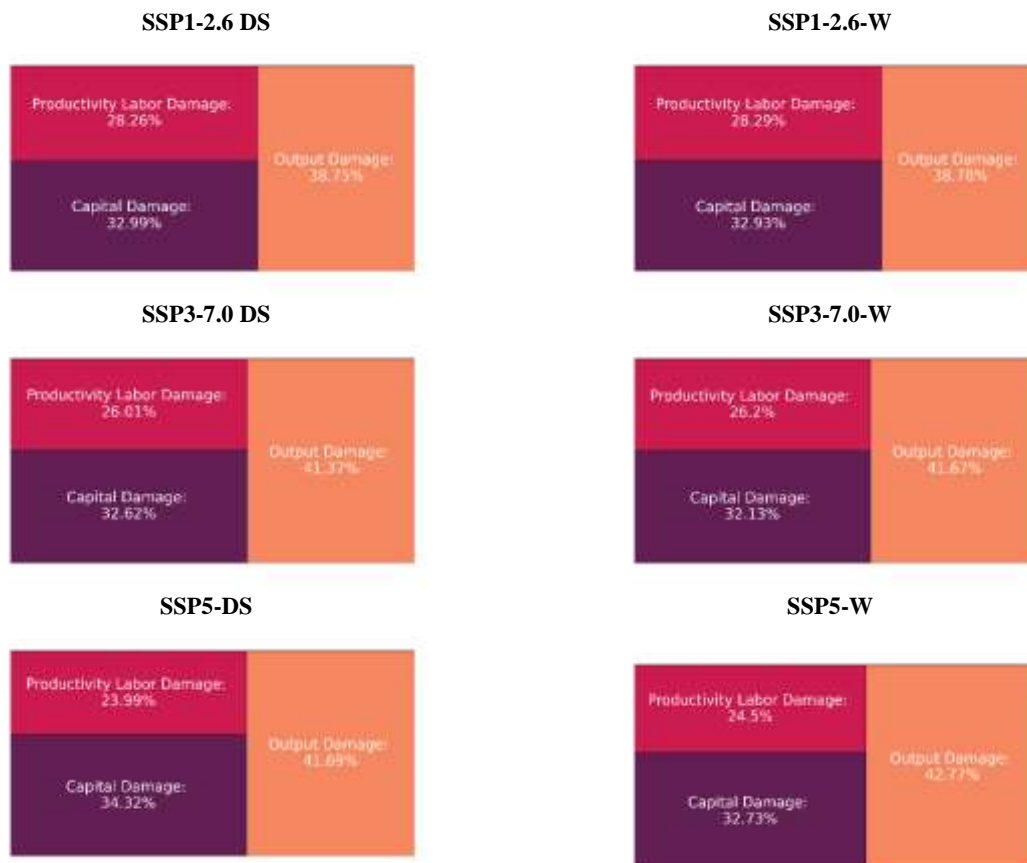 SSP1-2.6 DS
SSP1-2.6-W
Productivity Labor Damage:
28.26%
Output Damage:
38.75%
Capital Damage:
32.99%
Productivity Labor Damage:
28.29%
Output Damage:
38.78%
Capital Damage:
32.93%
SSP3-7.0 DS
SSP3-7.0-W
Productivity Labor Damage:
26.01%
Output Damage:
41.37%
Capital Damage:
32.62%
Productivity Labor Damage:
26.2%
Output Damage:
41.67%
Capital Damage:
32.13%
SSP5-DS
SSP5-W
Productivity Labor Damage:
23.99%
Output Damage:
41.69%
Capital Damage:
34.32%
Productivity Labor Damage:
24.5%
Output Damage:
42.77%
Capital Damage:
32.73%